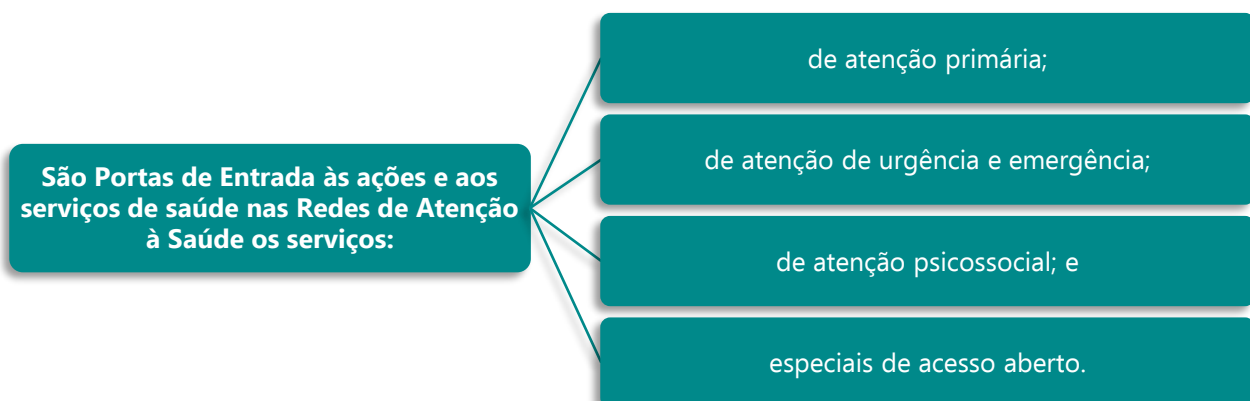 São Portas de Entrada às ações e aos
serviços de saúde nas Redes de Atenção
à Saúde os serviços:
de atenção primária;
de atenção de urgência e emergência;
de atenção psicossocial; e
especiais de acesso aberto.